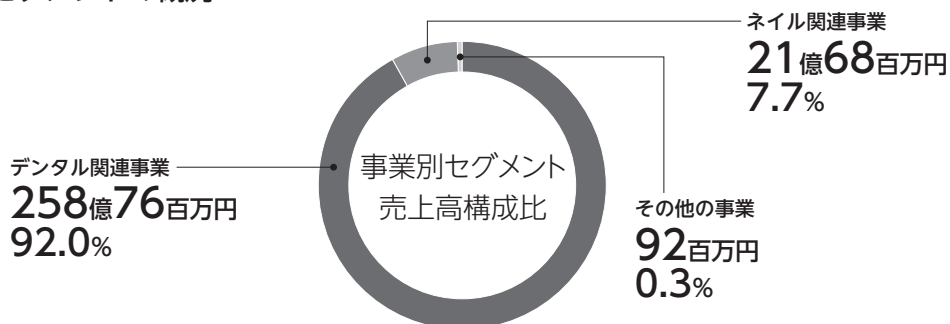 ネイル関連事業
21億68百万円
7.7%
デンタル関連事業
258億76百万円
92.0%
事業別セグメント
売上高構成比
その他の事業
92百万円
0.3%